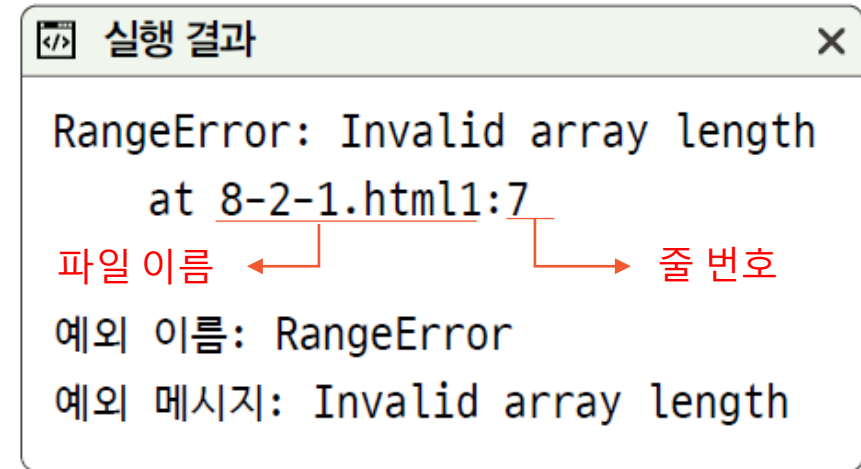 </> 실행 결과 ×
RangeError: Invalid array length
at 8-2-1.html1:7
파일 이름 줄 번호
예외 이름: RangeError
예외 메시지: Invalid array length